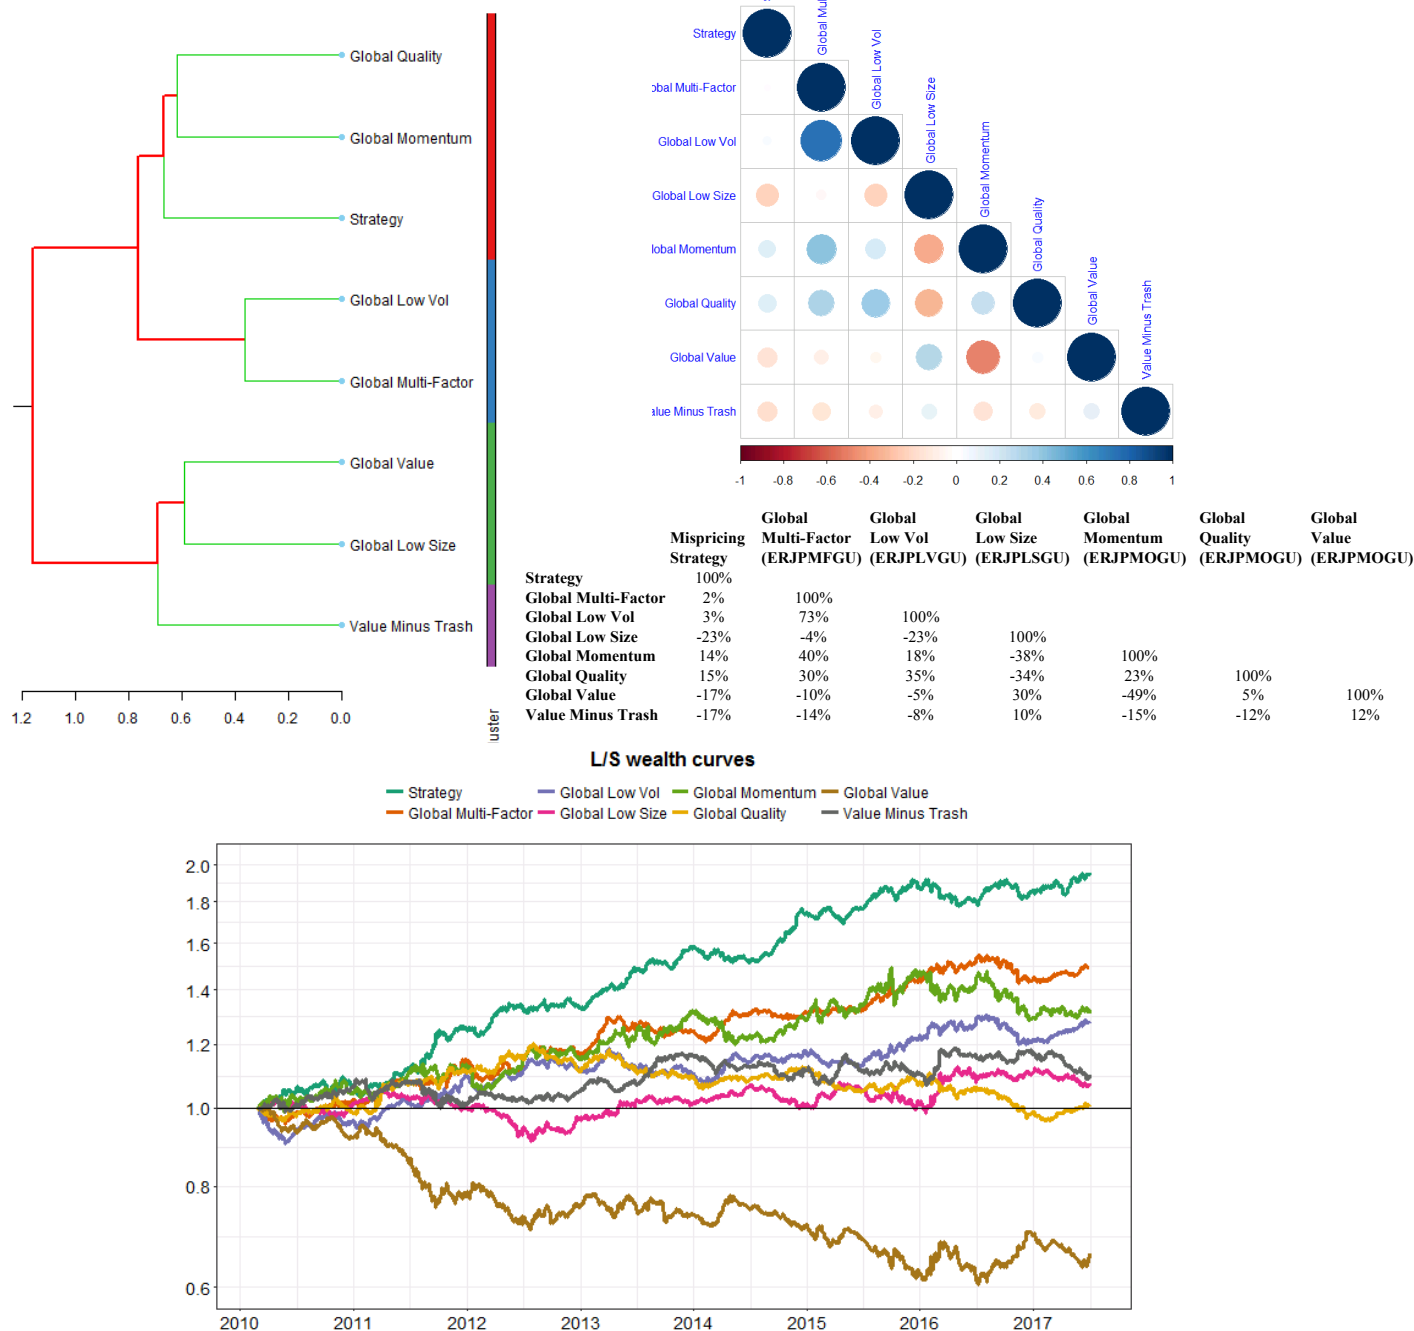 Global Quality
Global Momentum
Strategy
Global Low Vol
Global Multi-Factor
Global Value
Global Low Size
Value Minus Trash
1.2 1.0 0.8 0.6 0.4 0.2 0.0
luster
Strategy
obal Multi-Factor
Global Low Vol
Global Low Size
lobal Momentum
Global Quality
Global Value
alue Minus Trash
Global Mul
Global Low Vol
Global Low Size
Global Momentum
Global Quality
Global Value
Value Minus Trash
-1 -0.8 -0.6 -0.4 -0.2 0 0.2 0.4 0.6 0.8 1
Global Global Global Global Global Global
Mispricing Multi-Factor Low Vol Low Size Momentum Quality Value
Strategy (ERJPMFGU) (ERJPLVGU) (ERJPLSGU) (ERJPMOGU) (ERJPMOGU) (ERJPMOGU)
Strategy 100%
Global Multi-Factor 2% 100%
Global Low Vol 3% 73% 100%
Global Low Size -23% -4% -23% 100%
Global Momentum 14% 40% 18% -38% 100%
Global Quality 15% 30% 35% -34% 23% 100%
Global Value -17% -10% -5% 30% -49% 5% 100%
Value Minus Trash -17% -14% -8% 10% -15% -12% 12%
L/S wealth curves
Strategy Global Low Vol Global Momentum Global Value
Global Multi-Factor Global Low Size Global Quality Value Minus Trash
2.0
1.8
1.6
1.4
1.2
1.0
0.8
0.6
2010 2011 2012 2013 2014 2015 2016 2017